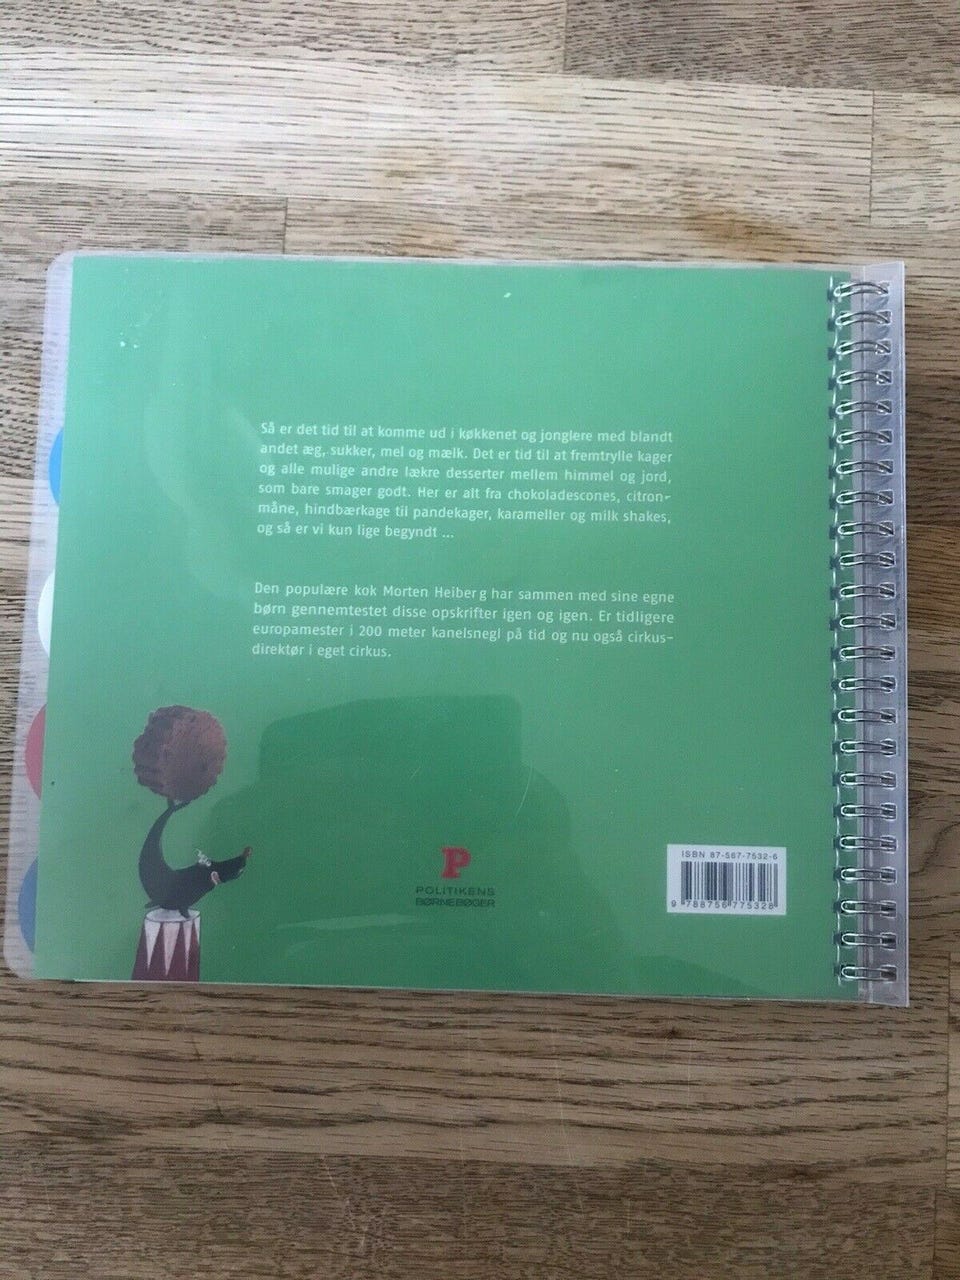 Så er det tid til at komme ud i køkkenet og jonglere med blandt
andet æg, sukker, mel og mælk. Det er tid til at fremtrylle kager
og alle mulige andre lækre desserter mellem himmel og jord,
som bare smager godt. Her er alt fra chokoladescones, citron-
måne, hindbærkage til pandekager, karameller og milk shakes,
og så er vi kun lige begyndt ...
Den populære kok Morten Heiberg har sammen med sine egne
børn gennemtestet disse opskrifter igen og igen. Er tidligere
europamester i 200 meter kanelsnegl på tid og nu også cirkus-
direktør i eget cirkus.
P
POLITIKENS
BØRNEBØGER
ISBN 87-567-7532-6
9 788756 775328